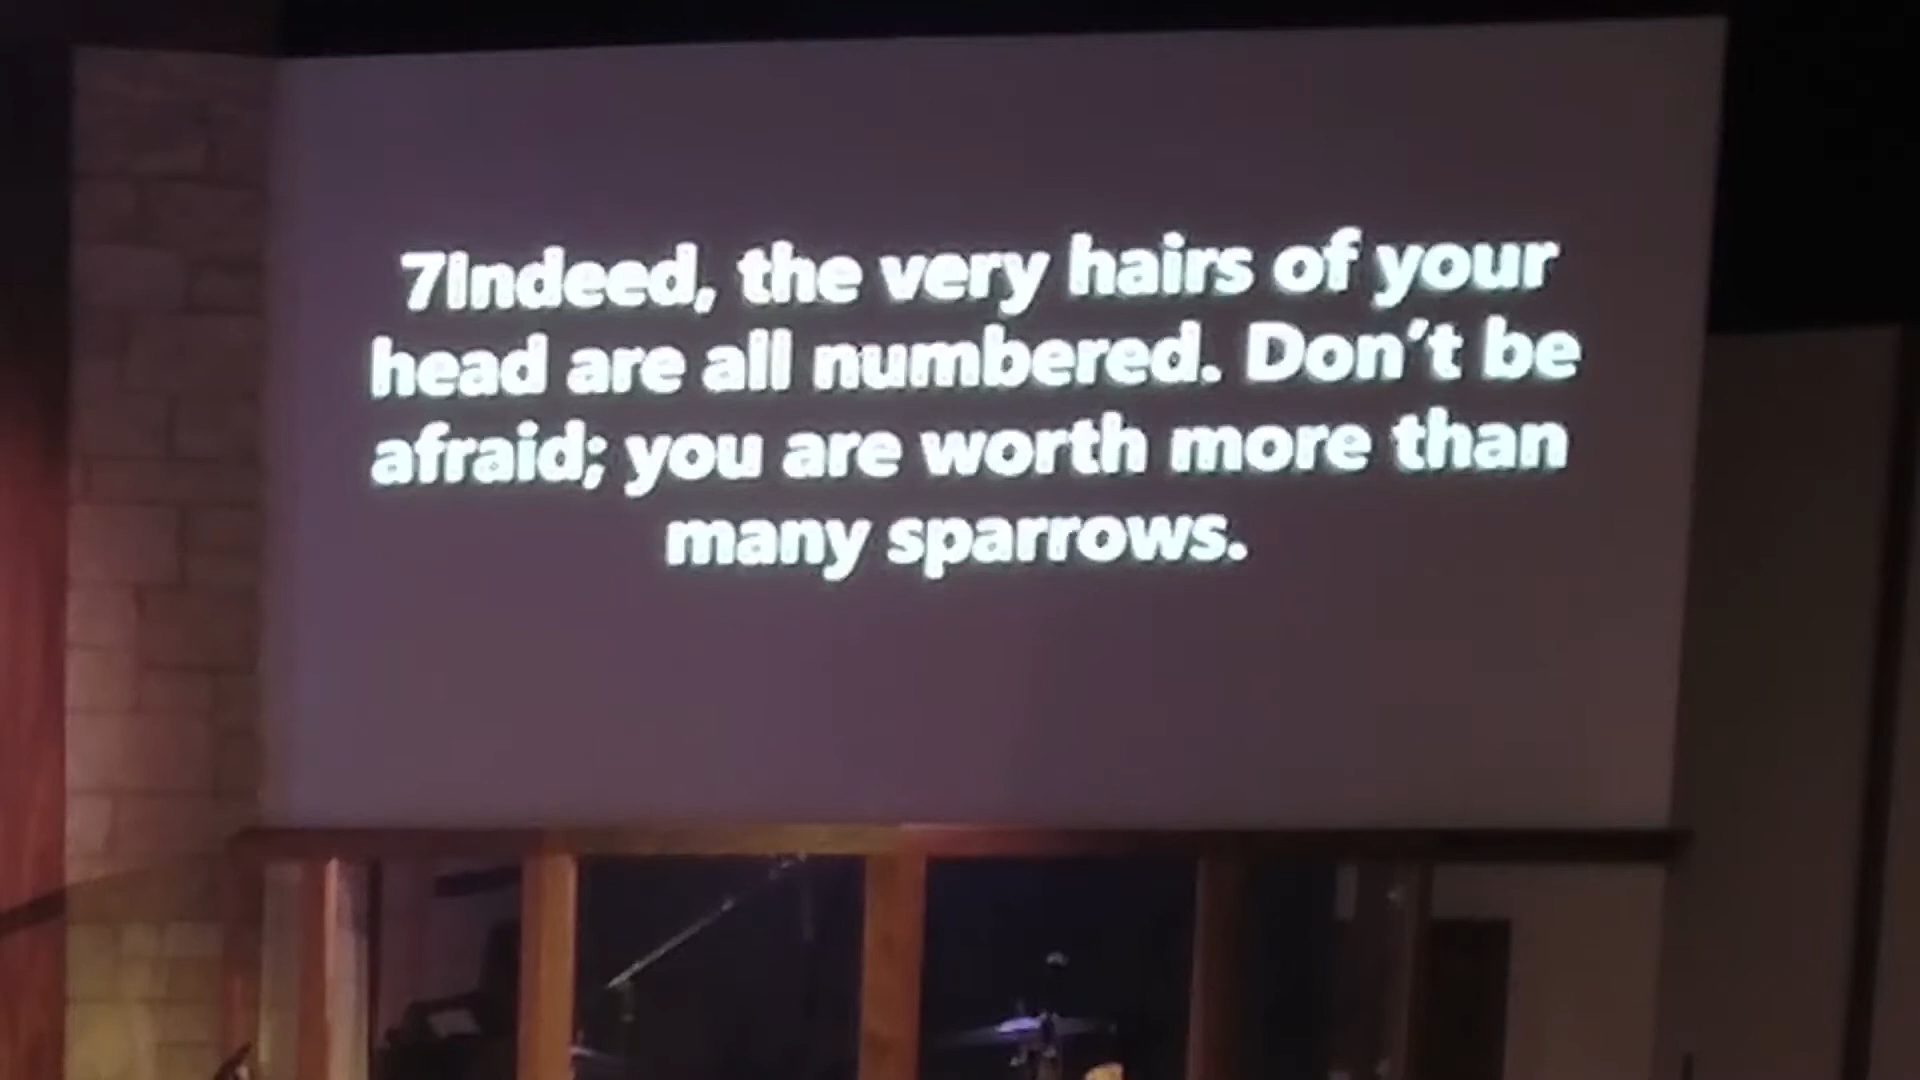 7Indeed, the very hairs of your
head are all numbered. Don’t be
afraid; you are worth more than
many sparrows.